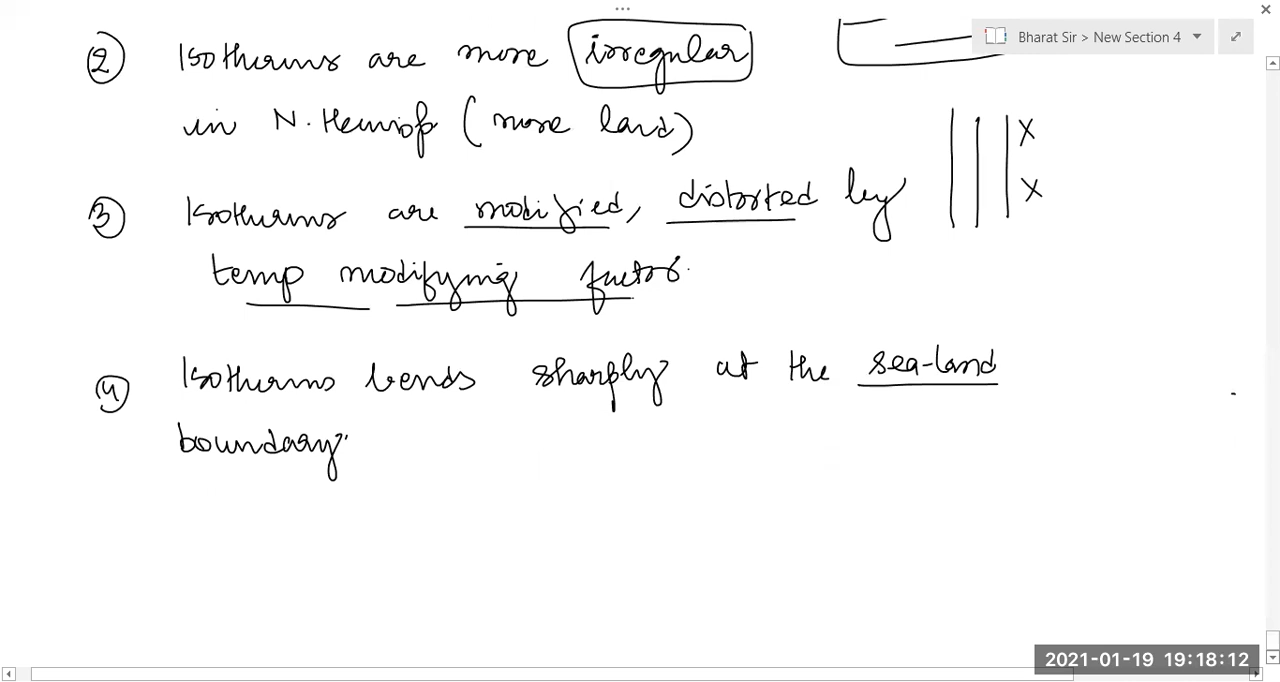 Bharat Sir > New Section 4
② Isotherms are more irregular
in N. Hemisp (more land)
③ Isotherms are modified, distorted by
temp modifying factors.
④ Isotherms bends sharply at the sea-land
boundary.
X
X
2021-01-19 19:18:12